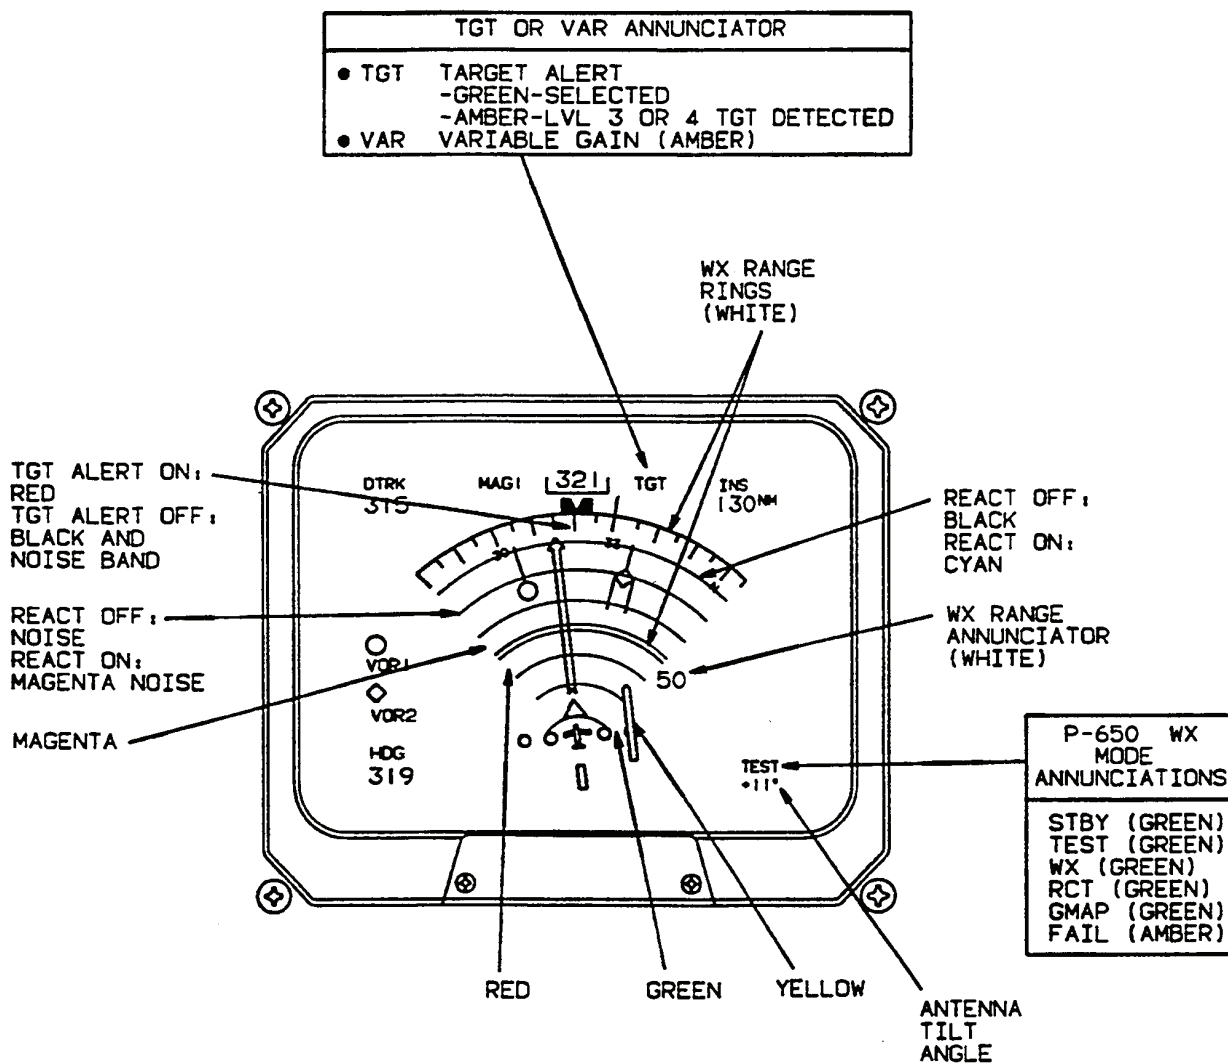 TGT OR VAR ANNUNCIATOR
● TGT TARGET ALERT
-GREEN-SELECTED
-AMBER-LVL 3 OR 4 TGT DETECTED
● VAR VARIABLE GAIN (AMBER)
WX RANGE
RINGS
(WHITE)
TGT ALERT ON:
RED
TGT ALERT OFF:
BLACK AND
NOISE BAND
REACT OFF:
NOISE
REACT ON:
MAGENTA NOISE
MAGENTA
DTRK
315
MAG1
321
TGT
INS
130NM
30
33
VOR1
VOR2
HDG
319
50
TEST
+11°
REACT OFF:
BLACK
REACT ON:
CYAN
WX RANGE
ANNUNCIATOR
(WHITE)
P-650 WX
MODE
ANNUNCIATIONS
STBY (GREEN)
TEST (GREEN)
WX (GREEN)
RCT (GREEN)
GMAP (GREEN)
FAIL (AMBER)
RED
GREEN
YELLOW
ANTENNA
TILT
ANGLE